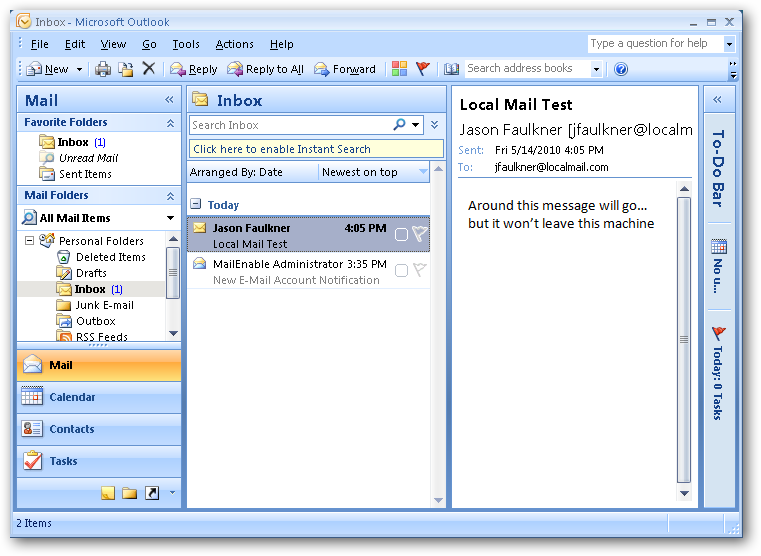 Inbox - Microsoft Outlook
File Edit View Go Tools Actions Help
Type a question for help
New Reply Reply to All Forward Search address books
Mail
Favorite Folders
Inbox (1)
Unread Mail
Sent Items
Mail Folders
All Mail Items
Personal Folders
Deleted Items
Drafts
Inbox (1)
Junk E-mail
Outbox
RSS Feeds
Mail
Calendar
Contacts
Tasks
Inbox
Search Inbox
Click here to enable Instant Search
Arranged By: Date Newest on top
Today
Jason Faulkner 4:05 PM
Local Mail Test
MailEnable Administrator 3:35 PM
New E-Mail Account Notification
Local Mail Test
Jason Faulkner [jfaulkner@localm
Sent: Fri 5/14/2010 4:05 PM
To: jfaulkner@localmail.com
Around this message will go...
but it won't leave this machine
To-Do Bar
No u...
Today: 0 Tasks
2 Items